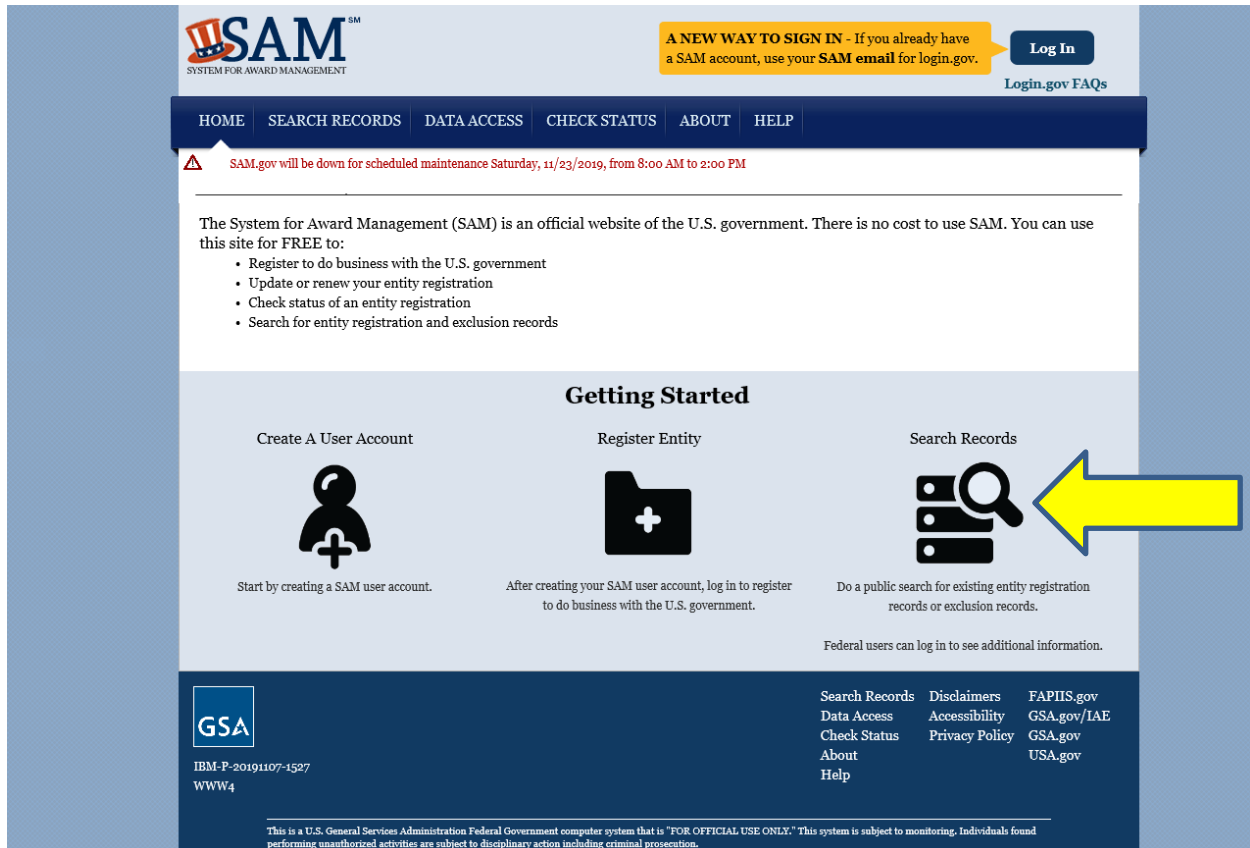 USAM SM
SYSTEM FOR AWARD MANAGEMENT
A NEW WAY TO SIGN IN - If you already have
a SAM account, use your SAM email for login.gov.
Log In
Login.gov FAQs
HOME SEARCH RECORDS DATA ACCESS CHECK STATUS ABOUT HELP
SAM.gov will be down for scheduled maintenance Saturday, 11/23/2019, from 8:00 AM to 2:00 PM
The System for Award Management (SAM) is an official website of the U.S. government. There is no cost to use SAM. You can use
this site for FREE to:
• Register to do business with the U.S. government
• Update or renew your entity registration
• Check status of an entity registration
• Search for entity registration and exclusion records
Getting Started
Create A User Account
Start by creating a SAM user account.
Register Entity
After creating your SAM user account, log in to register
to do business with the U.S. government.
Search Records
Do a public search for existing entity registration
records or exclusion records.
Federal users can log in to see additional information.
GSA
IBM-P-20191107-1527
WWW4
Search Records
Data Access
Check Status
About
Help
Disclaimers
Accessibility
Privacy Policy
FAPIIS.gov
GSA.gov/IAE
GSA.gov
USA.gov
This is a U.S. General Services Administration Federal Government computer system that is "FOR OFFICIAL USE ONLY." This system is subject to monitoring. Individuals found
performing unauthorized activities are subject to disciplinary action including criminal prosecution.